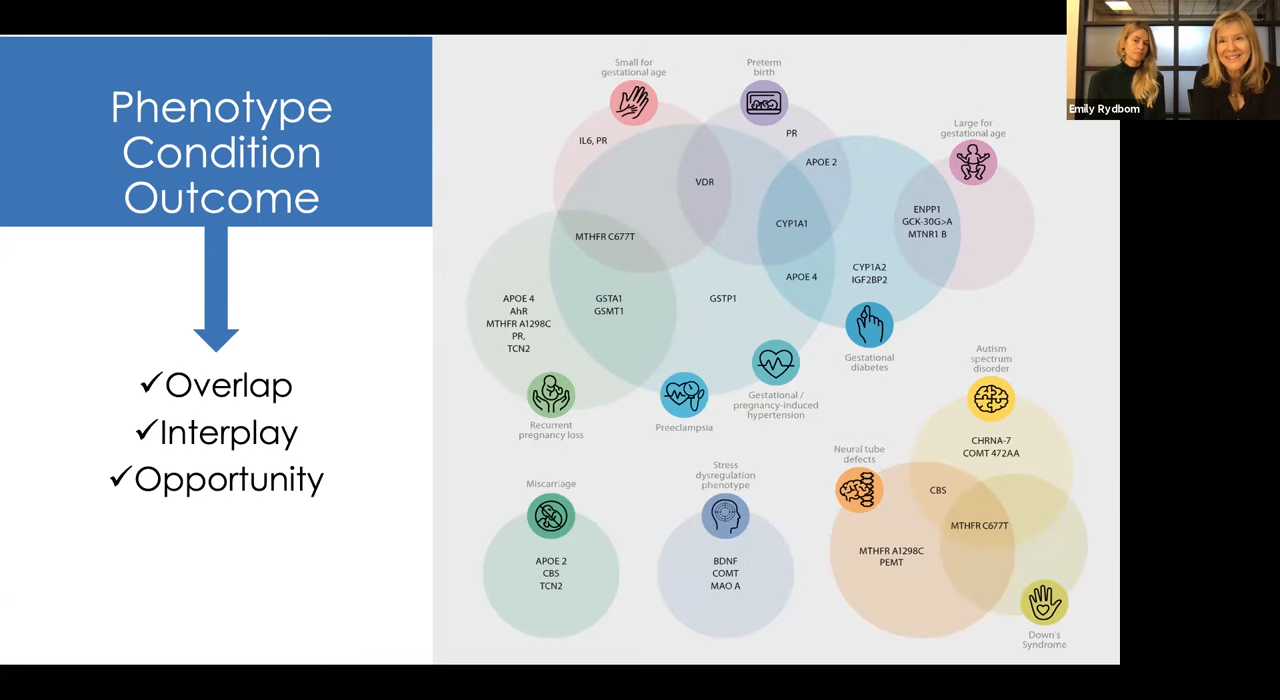 Phenotype
Condition
Outcome
✓Overlap
✓Interplay
✓Opportunity
Small for
gestational age
Preterm
birth
Large for
gestational age
IL6, PR
PR
APOE 2
VDR
CYP1A1
ENPP1
GCK-30G>A
MTNR1 B
MTHFR C677T
APOE 4
CYP1A2
IGF2BP2
APOE 4
AhR
MTHFR A1298C
PR,
TCN2
GSTA1
GSMT1
GSTP1
Gestational
diabetes
Gestational /
pregnancy-induced
hypertension
Preeclampsia
Recurrent
pregnancy loss
Autism
spectrum
disorder
CHRNA-7
COMT 472AA
Neural tube
defects
CBS
MTHFR C677T
MTHFR A1298C
PEMT
Down's
Syndrome
Miscarriage
APOE 2
CBS
TCN2
Stress
dysregulation
phenotype
BDNF
COMT
MAO A
Emily Rydbom